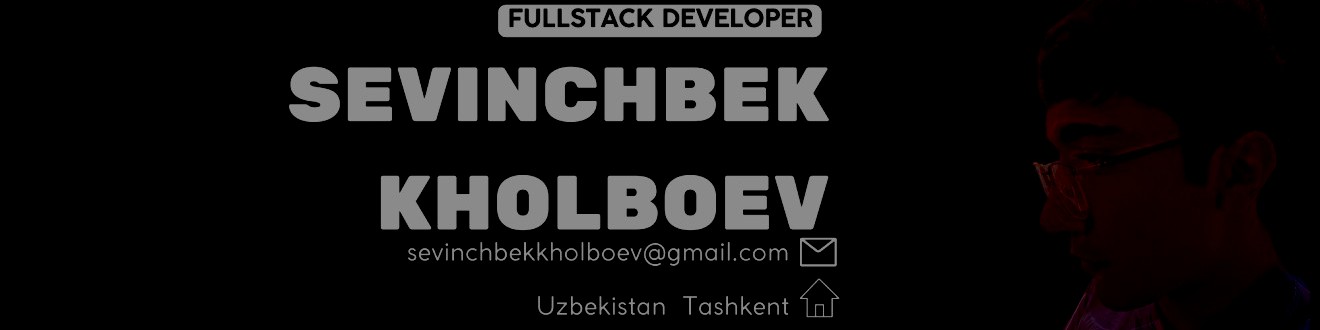 FULLSTACK DEVELOPER
SEVINCHBEK
KHOLBOEV
sevinchbekkholboev@gmail.com
Uzbekistan Tashkent